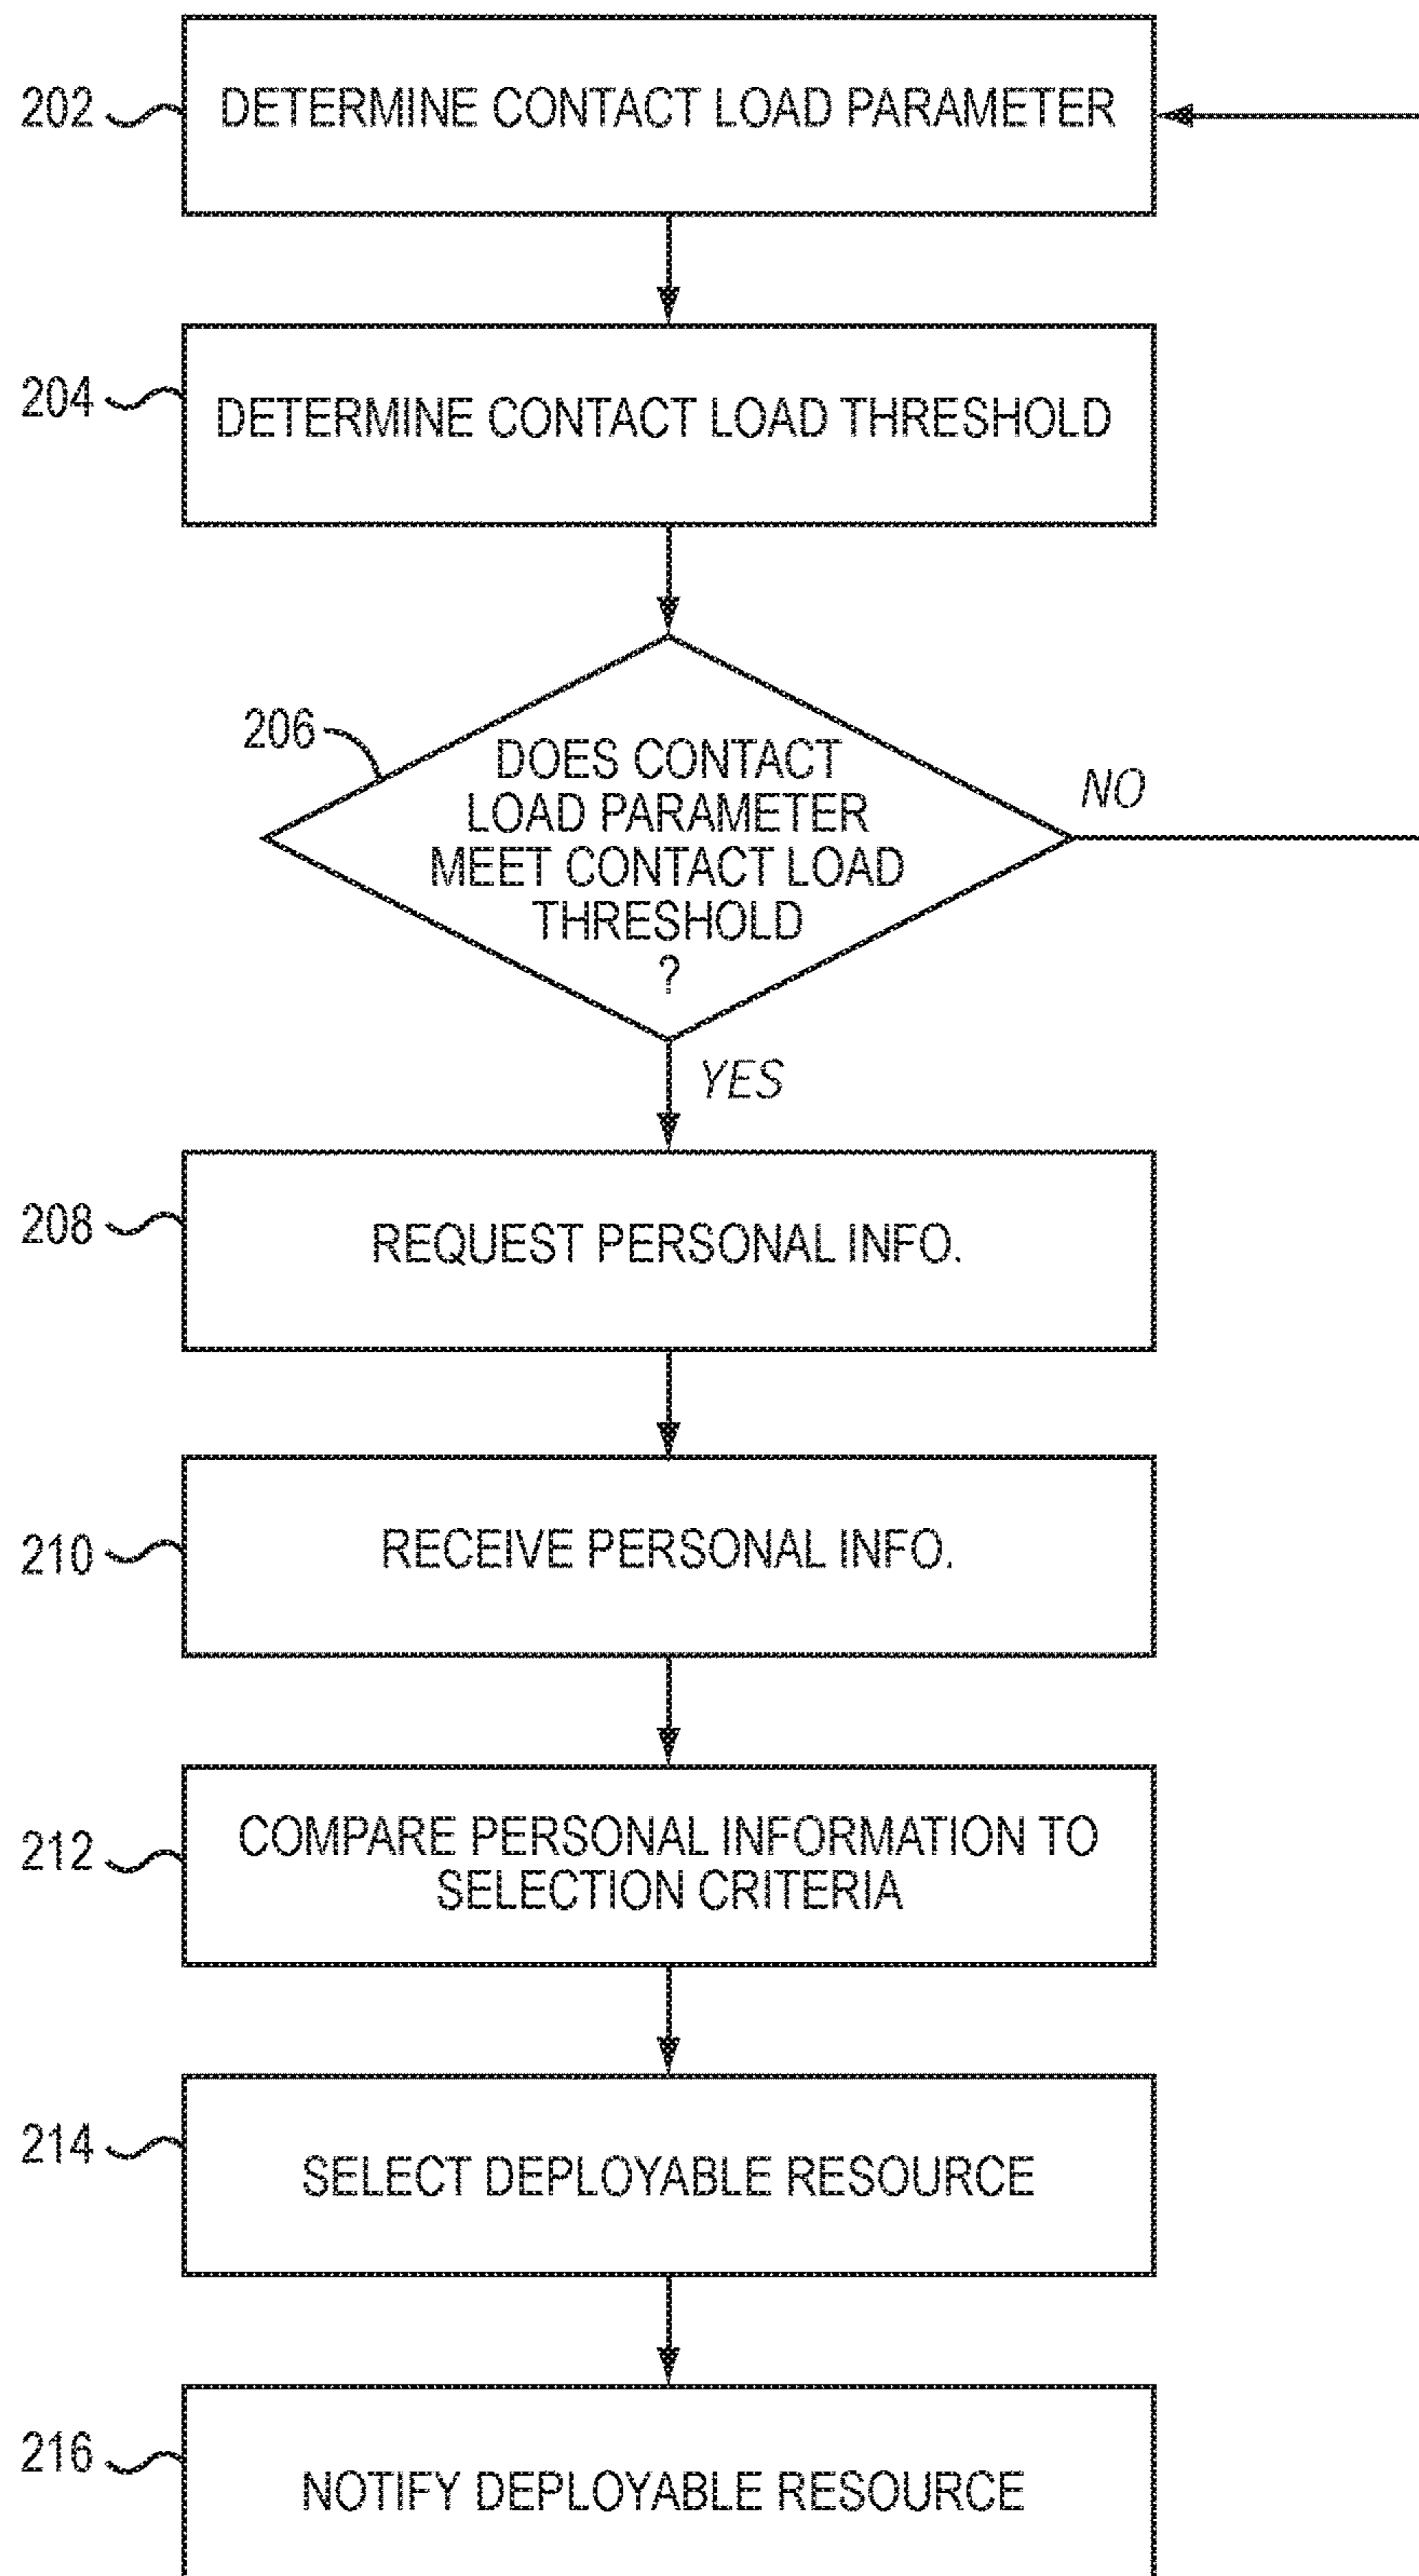 202
DETERMINE CONTACT LOAD PARAMETER
204
DETERMINE CONTACT LOAD THRESHOLD
206
DOES CONTACT
LOAD PARAMETER
MEET CONTACT LOAD
THRESHOLD
?
NO
YES
208
REQUEST PERSONAL INFO.
210
RECEIVE PERSONAL INFO.
212
COMPARE PERSONAL INFORMATION TO
SELECTION CRITERIA
214
SELECT DEPLOYABLE RESOURCE
216
NOTIFY DEPLOYABLE RESOURCE